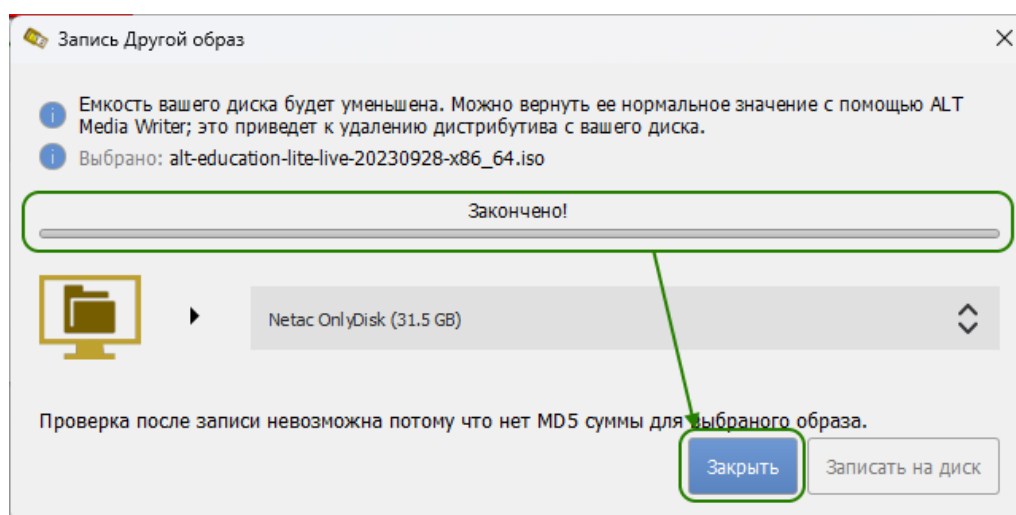 Запись Другой образ
Емкость вашего диска будет уменьшена. Можно вернуть ее нормальное значение с помощью ALT
Media Writer; это приведет к удалению дистрибутива с вашего диска.
Выбрано: alt-education-lite-live-20230928-x86_64.iso
Закончено!
Netac OnlyDisk (31.5 GB)
Проверка после записи невозможна потому что нет MD5 суммы для выбраного образа.
Закрыть
Записать на диск